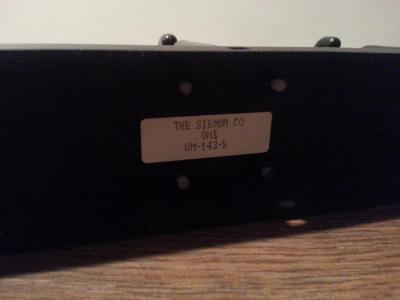 THE SIEMON CO
ONE
WM-143-5